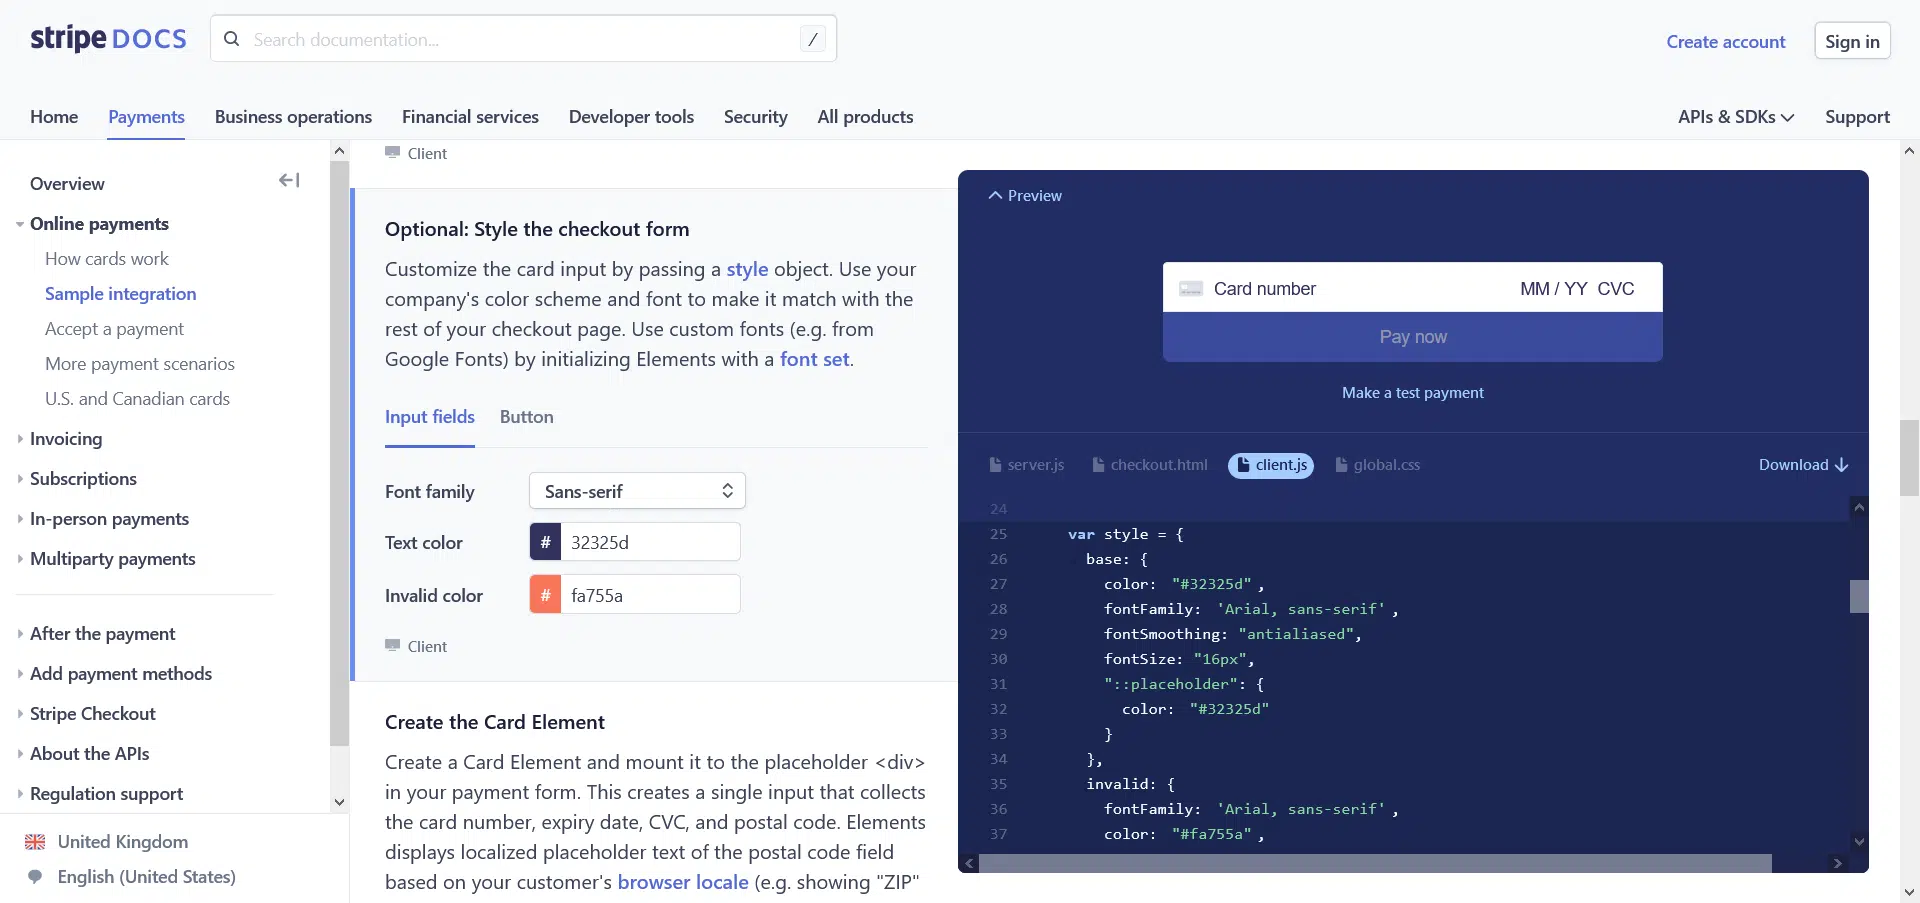 stripe DOCS
Search documentation...
/
Create account
Sign in
Home
Payments
Business operations
Financial services
Developer tools
Security
All products
APIs & SDKs
Support
Overview
Online payments
How cards work
Sample integration
Accept a payment
More payment scenarios
U.S. and Canadian cards
Invoicing
Subscriptions
In-person payments
Multiparty payments
After the payment
Add payment methods
Stripe Checkout
About the APIs
Regulation support
United Kingdom
English (United States)
Client
Optional: Style the checkout form
Customize the card input by passing a style object. Use your
company's color scheme and font to make it match with the
rest of your checkout page. Use custom fonts (e.g. from
Google Fonts) by initializing Elements with a font set.
Input fields
Button
Font family
Sans-serif
Text color
# 32325d
Invalid color
# fa755a
Client
Create the Card Element
Create a Card Element and mount it to the placeholder <div>
in your payment form. This creates a single input that collects
the card number, expiry date, CVC, and postal code. Elements
displays localized placeholder text of the postal code field
based on your customer's browser locale (e.g. showing "ZIP"
Preview
Card number
MM / YY CVC
Pay now
Make a test payment
server.js
checkout.html
client.js
global.css
Download
24
25 var style = {
26 base: {
27 color: "#32325d",
28 fontFamily: 'Arial, sans-serif',
29 fontSmoothing: "antialiased",
30 fontSize: "16px",
31 "::placeholder": {
32 color: "#32325d"
33 }
34 },
35 invalid: {
36 fontFamily: 'Arial, sans-serif',
37 color: "#fa755a",